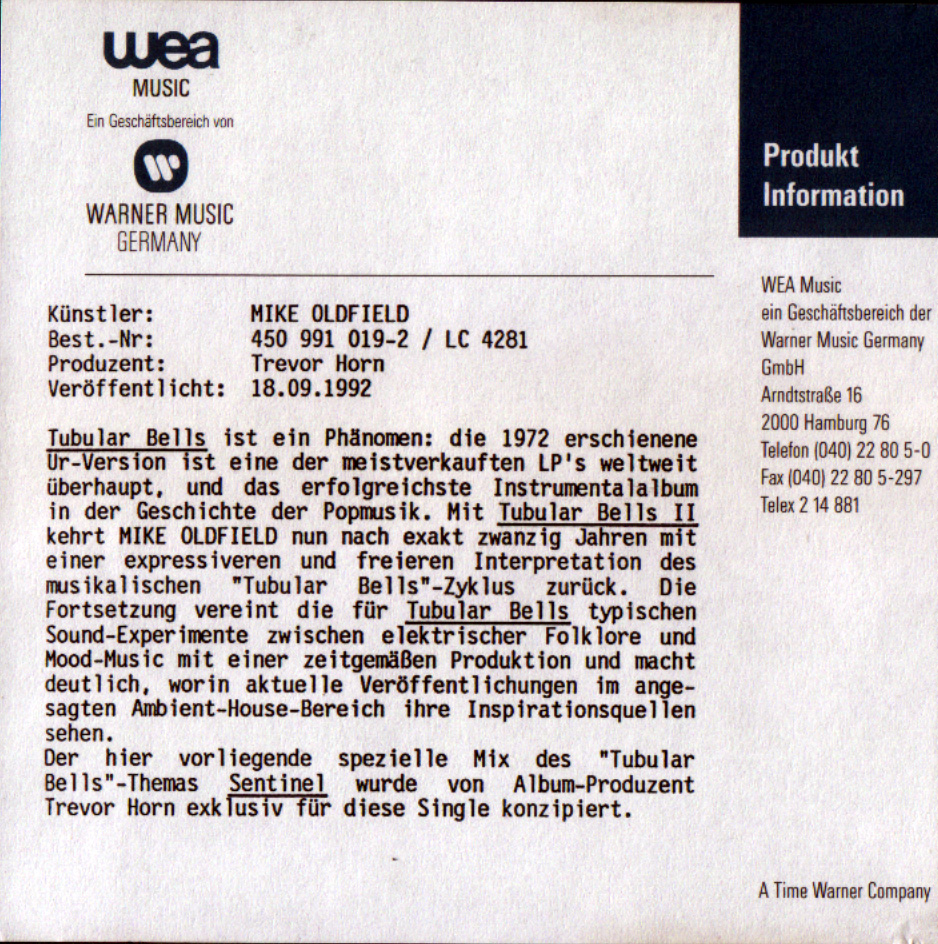 wea
MUSIC
Ein Geschäftsbereich von
WARNER MUSIC
GERMANY
Produkt
Information
WEA Music
ein Geschäftsbereich der
Warner Music Germany
GmbH
Arndtstraße 16
2000 Hamburg 76
Telefon (040) 22 80 5-0
Fax (040) 22 80 5-297
Telex 2 14 881
Künstler: MIKE OLDFIELD
Best.-Nr: 450 991 019-2 / LC 4281
Produzent: Trevor Horn
Veröffentlicht: 18.09.1992
Tubular Bells ist ein Phänomen: die 1972 erschienene
Ur-Version ist eine der meistverkauften LP's weltweit
überhaupt, und das erfolgreichste Instrumentalalbum
in der Geschichte der Popmusik. Mit Tubular Bells II
kehrt MIKE OLDFIELD nun nach exakt zwanzig Jahren mit
einer expressiveren und freieren Interpretation des
musikalischen "Tubular Bells"-Zyklus zurück. Die
Fortsetzung vereint die für Tubular Bells typischen
Sound-Experimente zwischen elektrischer Folklore und
Mood-Music mit einer zeitgemäßen Produktion und macht
deutlich, worin aktuelle Veröffentlichungen im ange-
sagten Ambient-House-Bereich ihre Inspirationsquellen
sehen.
Der hier vorliegende spezielle Mix des "Tubular
Bells"-Themas Sentinel wurde von Album-Produzent
Trevor Horn exklusiv für diese Single konzipiert.
A Time Warner Company